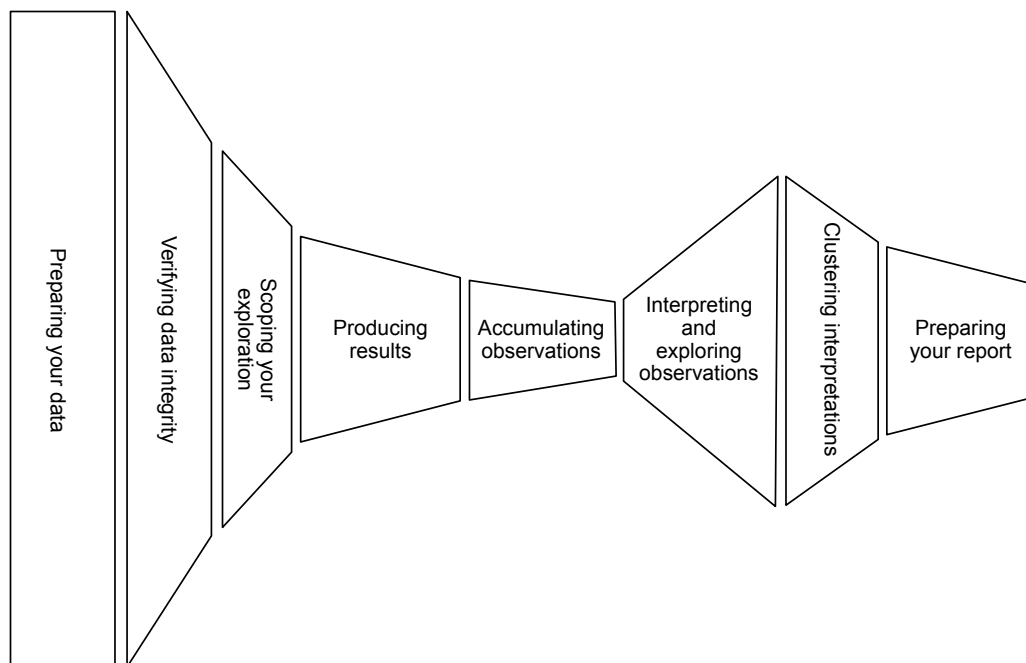 Preparing your data
Verifying data integrity
Scoping your
exploration
Producing
results
Accumulating
observations
Interpreting
and
exploring
observations
Clustering interpretations
Preparing
your report